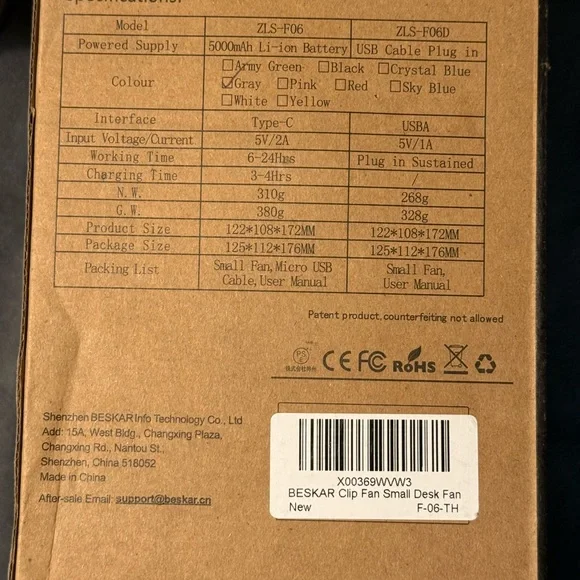 Specifications:
Model ZLS-F06 ZLS-F06D
Powered Supply 5000mAh Li-ion Battery USB Cable Plug in
Colour
☐Army Green ☐Black ☐Crystal Blue
☑Gray ☐Pink ☐Red ☐Sky Blue
☐White ☐Yellow
Interface Type-C USBA
Input Voltage/Current 5V/2A 5V/1A
Working Time 6-24Hrs Plug in Sustained
Charging Time 3-4Hrs /
N.W. 310g 268g
G.W. 380g 328g
Product Size 122*108*172MM 122*108*172MM
Package Size 125*112*176MM 125*112*176MM
Packing List Small Fan,Micro USB Small Fan,
Cable,User Manual User Manual
Patent product,counterfeiting not allowed
PS
E
CE FC RoHS
Shenzhen BESKAR Info Technology Co., Ltd
Add: 15A, West Bldg., Changxing Plaza,
Changxing Rd., Nantou St.,
Shenzhen, China 518052
Made in China
After-sale Email: support@beskar.cn
X00369WVW3
BESKAR Clip Fan Small Desk Fan
New F-06-TH